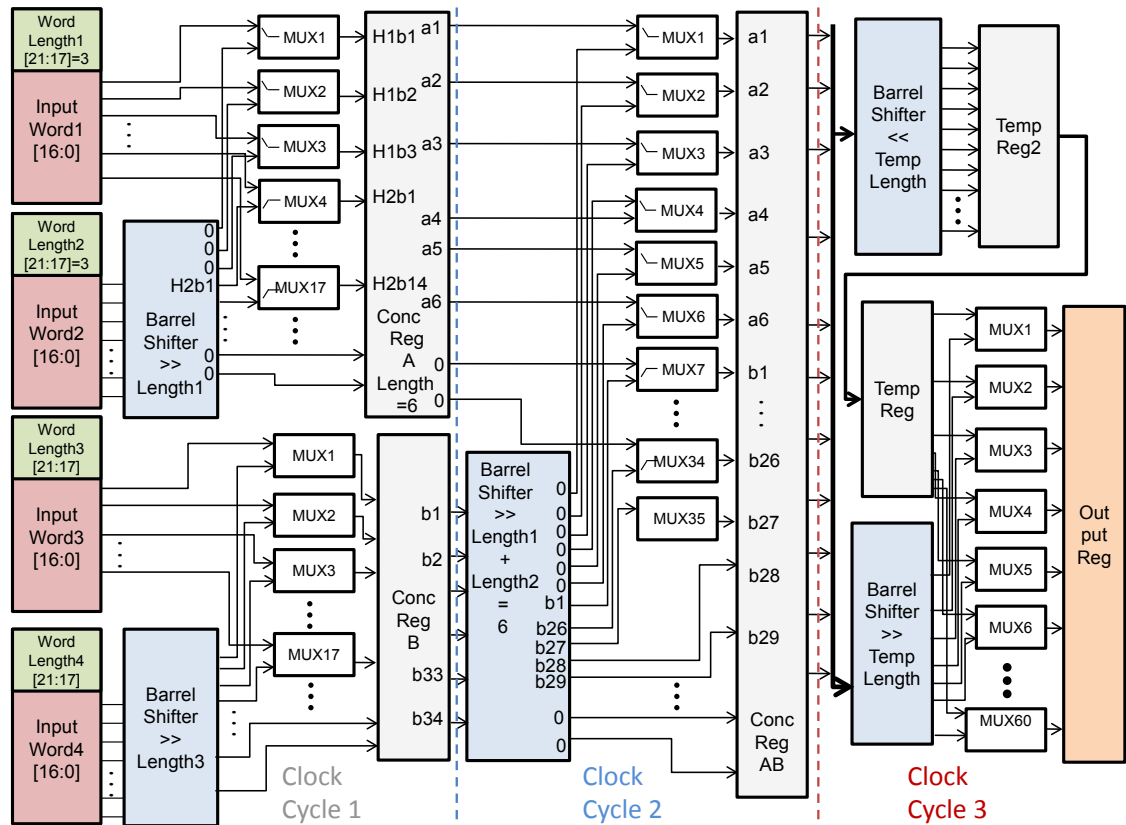 Word
Length1
[21:17]=3
Input
Word1
[16:0]
Word
Length2
[21:17]=3
Input
Word2
[16:0]
0
0
0
H2b1
Barrel
Shifter
>>
Length1
0
0
MUX1
MUX2
MUX3
MUX4
MUX17
H1b1
H1b2
H1b3
H2b1
H2b14
a1
a2
a3
a4
a5
a6
0
0
Conc
Reg
A
Length
=6
Word
Length3
[21:17]
Input
Word3
[16:0]
Word
Length4
[21:17]
Input
Word4
[16:0]
Barrel
Shifter
>>
Length3
MUX1
MUX2
MUX3
MUX17
Conc
Reg
B
b1
b2
b33
b34
Clock
Cycle 1
Barrel
Shifter
>>
Length1
+
Length2
=
6
0
0
0
0
0
0
b1
b26
b27
b28
b29
0
0
MUX1
MUX2
MUX3
MUX4
MUX5
MUX6
MUX7
MUX34
MUX35
a1
a2
a3
a4
a5
a6
b1
b26
b27
b28
b29
Conc
Reg
AB
Clock
Cycle 2
Barrel
Shifter
<<
Temp
Length
Temp
Reg2
Temp
Reg
Barrel
Shifter
>>
Temp
Length
MUX1
MUX2
MUX3
MUX4
MUX5
MUX6
MUX60
Out
put
Reg
Clock
Cycle 3